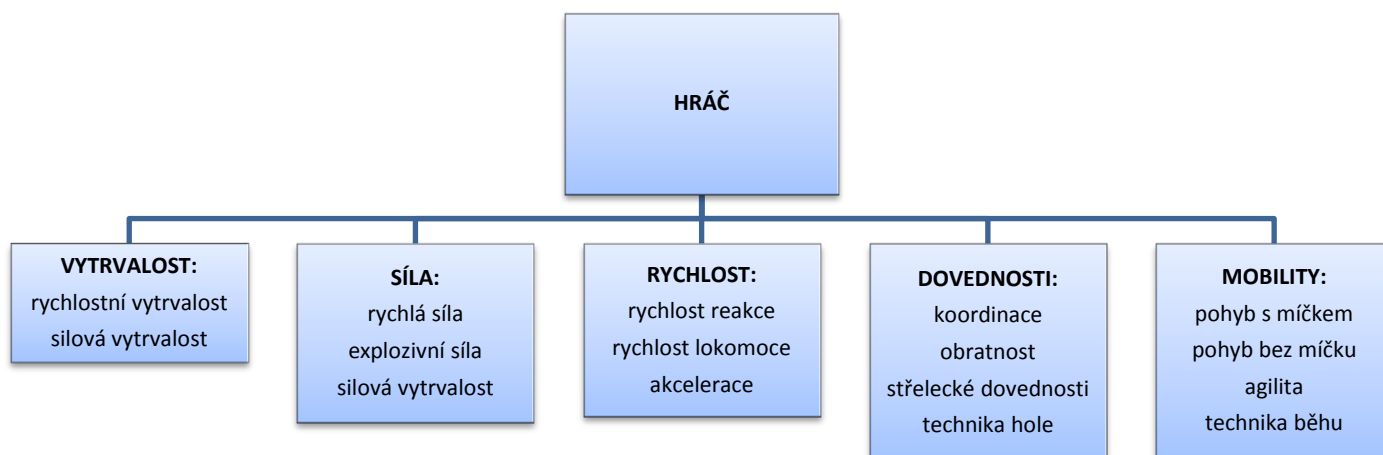 HRÁČ
VYTRVALOST:
rychlostní vytrvalost
silová vytrvalost
SÍLA:
rychlá síla
explozivní síla
silová vytrvalost
RYCHLOST:
rychlost reakce
rychlost lokomoce
akcelerace
DOVEDNOSTI:
koordinace
obratnost
střelecké dovednosti
technika hole
MOBILITY:
pohyb s míčkem
pohyb bez míčku
agilita
technika běhu